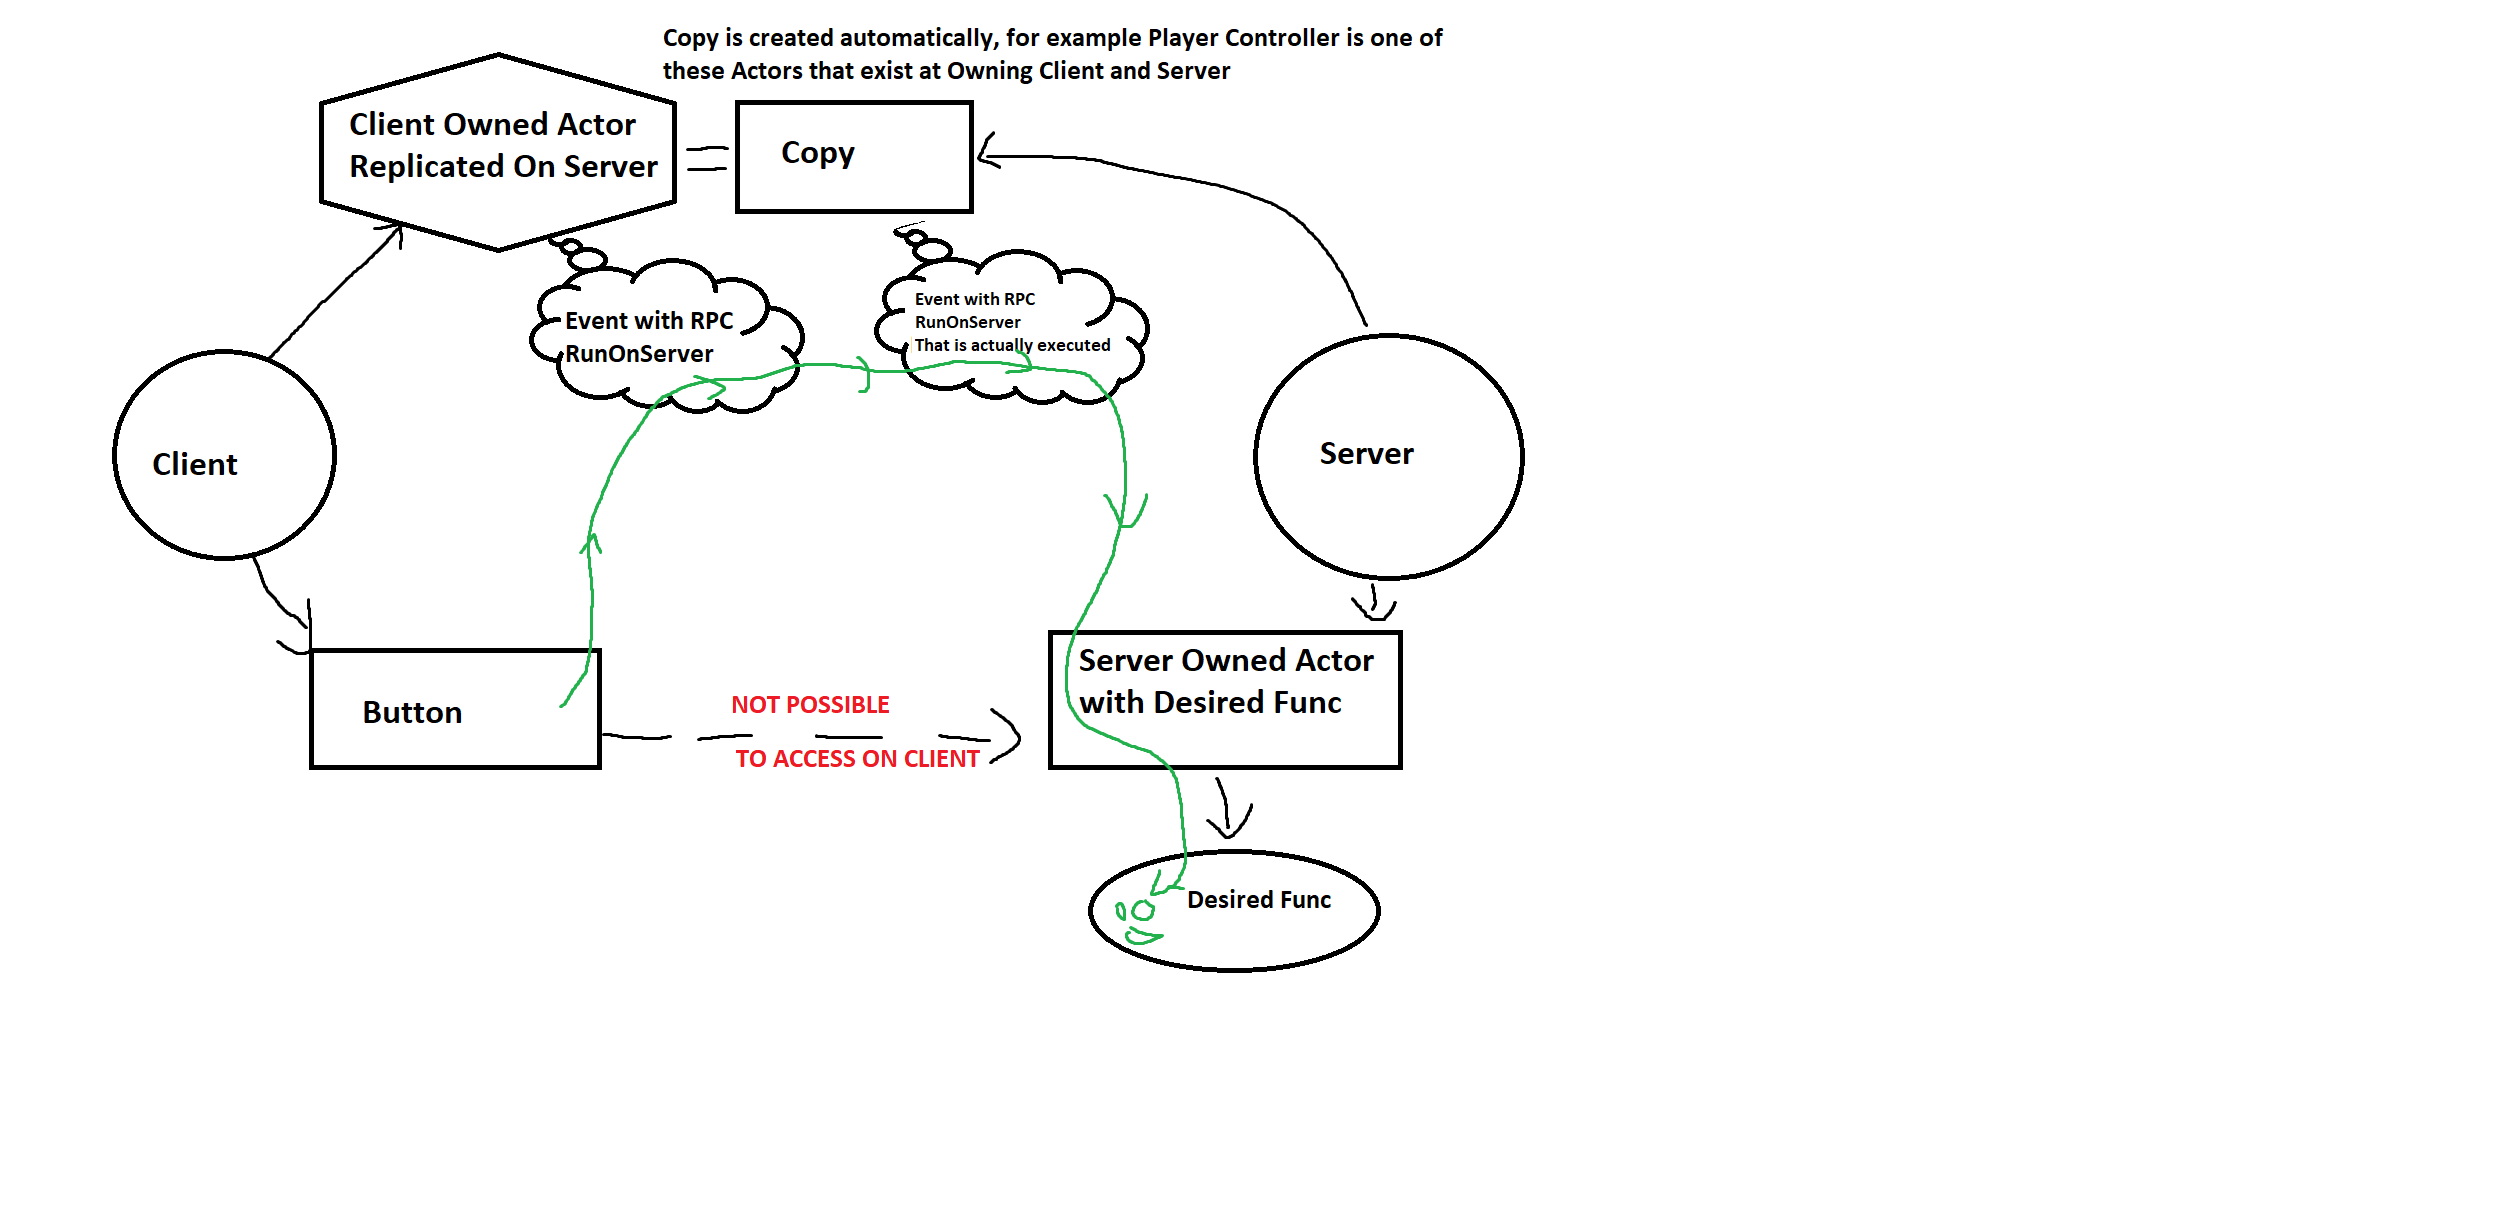 Copy is created automatically, for example Player Controller is one of
these Actors that exist at Owning Client and Server
Client Owned Actor
Replicated On Server
Copy
Event with RPC
RunOnServer
Event with RPC
RunOnServer
That is actually executed
Client
Server
Button
NOT POSSIBLE
TO ACCESS ON CLIENT
Server Owned Actor
with Desired Func
Desired Func